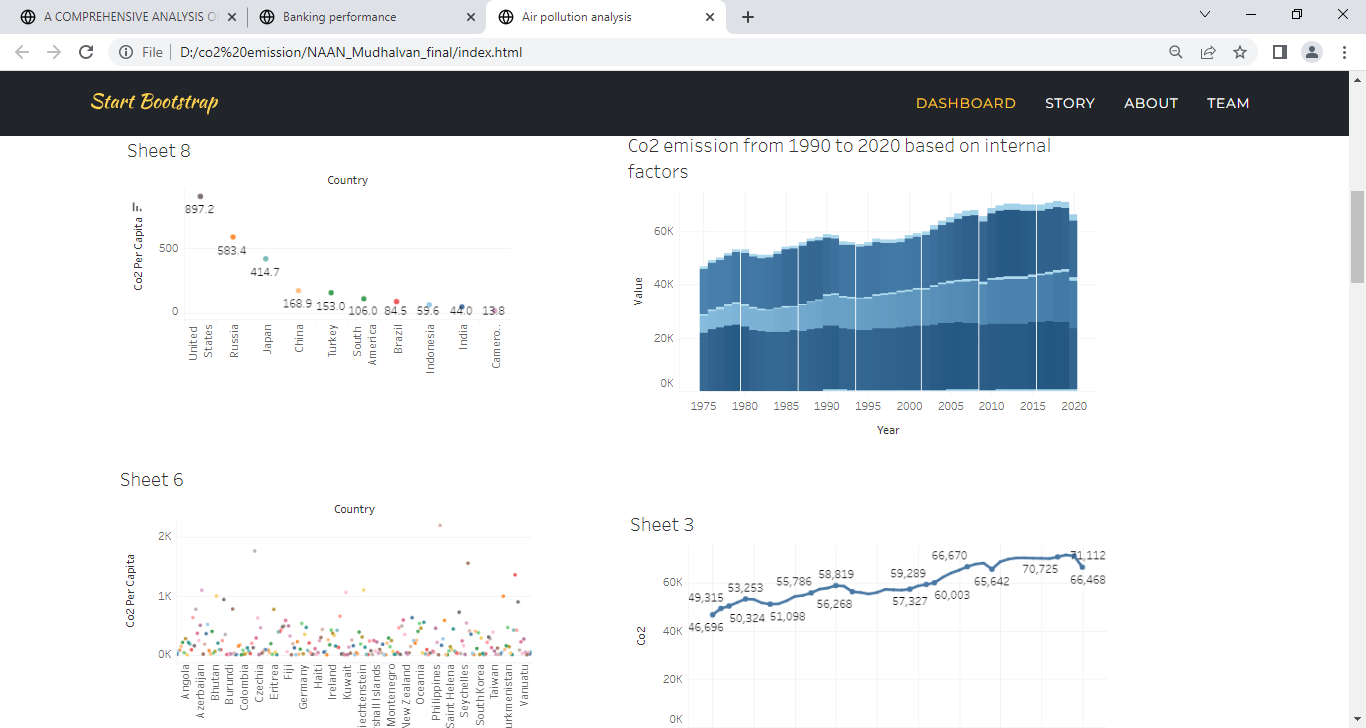 A COMPREHENSIVE ANALYSIS O
Banking performance
Air pollution analysis
File
D:/co2%20emission/NAAN_Mudhalvan_final/index.html
Start Bootstrap
DASHBOARD
STORY
ABOUT
TEAM
Sheet 8
Country
Co2 Per Capita
500
0
897.2
583.4
414.7
168.9
153.0
106.0
84.5
59.6
44.0
13.8
United
States
Russia
Japan
China
Turkey
South
America
Brazil
Indonesia
India
Camero..
Co2 emission from 1990 to 2020 based on internal
factors
Value
60K
40K
20K
0K
1975 1980 1985 1990 1995 2000 2005 2010 2015 2020
Year
Sheet 6
Country
Co2 Per Capita
2K
1K
0K
Angola
Azerbaijan
Bhutan
Burundi
Colombia
Czechia
Eritrea
Fiji
Germany
Haiti
Ireland
Kuwait
iechtenstein
rshall Islands
Montenegro
New Zealand
Oceania
Philippines
Saint Helena
Seychelles
South Korea
Taiwan
urkmenistan
Vanuatu
Sheet 3
Co2
60K
40K
20K
0K
49,315
46,696
53,253
50,324
51,098
55,786
58,819
56,268
59,289
57,327
60,003
66,670
65,642
70,725
71,112
66,468